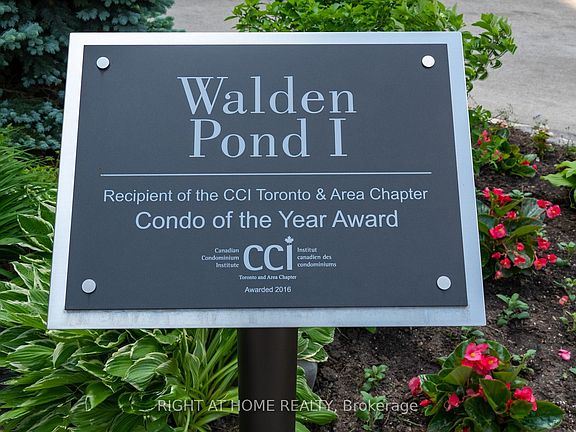 Walden
Pond I
Recipient of the CCI Toronto & Area Chapter
Condo of the Year Award
Canadian
Condominium
Institute
CCI
Institut
canadien des
condominiums
Toronto and Area Chapter
Awarded 2016
RIGHT AT HOME REALTY, Brokerage